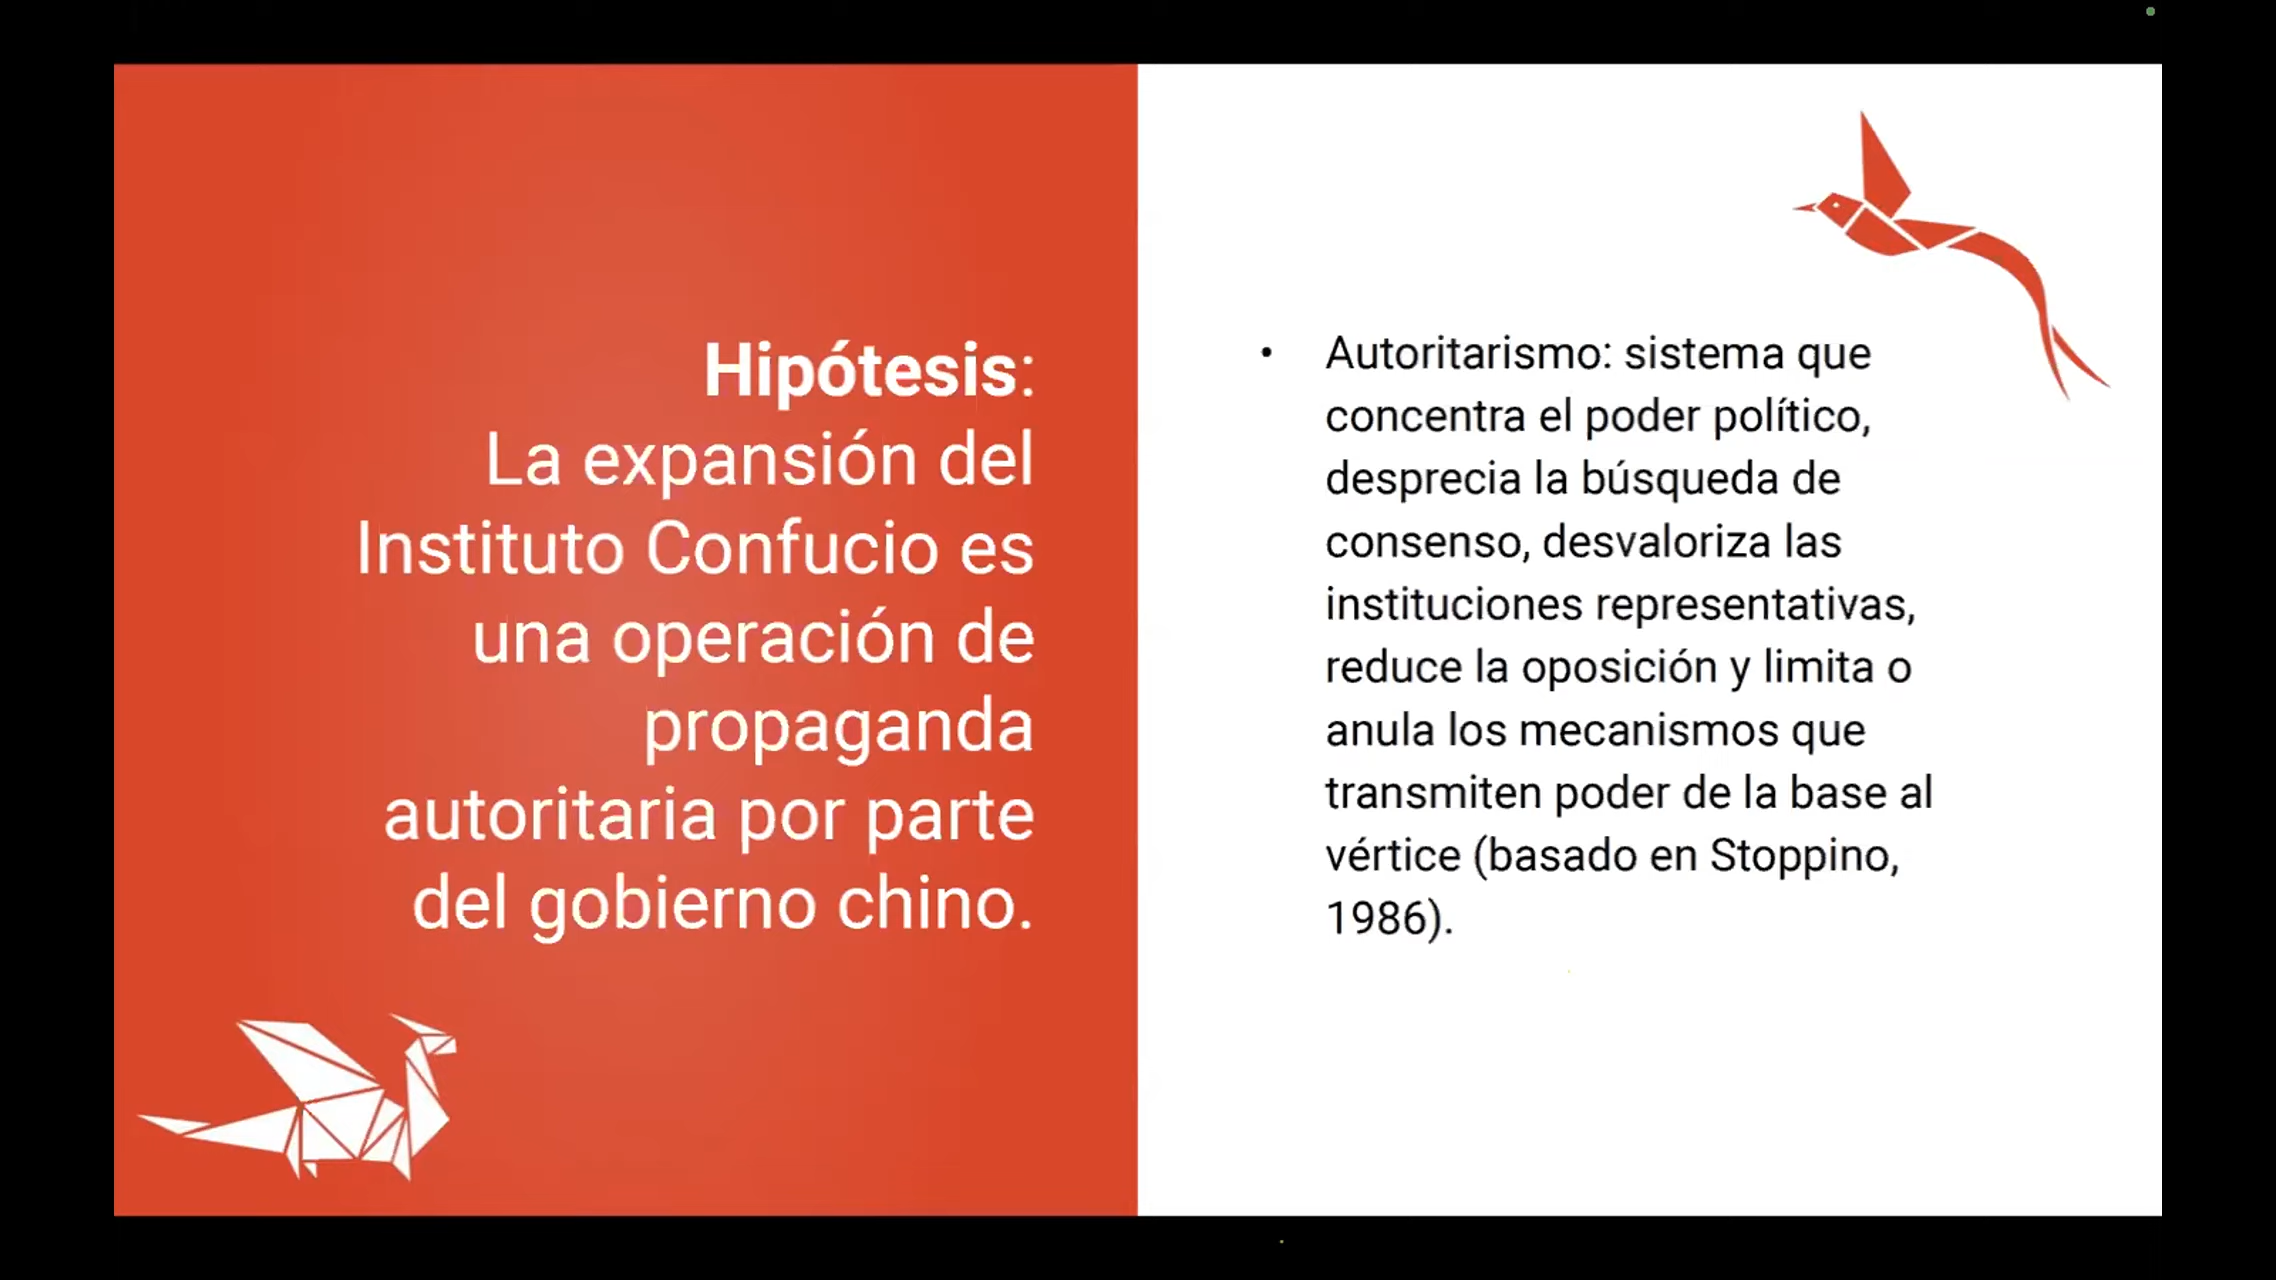 Hipótesis:
La expansión del
Instituto Confucio es
una operación de
propaganda
autoritaria por parte
del gobierno chino.
• Autoritarismo: sistema que
concentra el poder político,
desprecia la búsqueda de
consenso, desvaloriza las
instituciones representativas,
reduce la oposición y limita o
anula los mecanismos que
transmiten poder de la base al
vértice (basado en Stoppino,
1986).